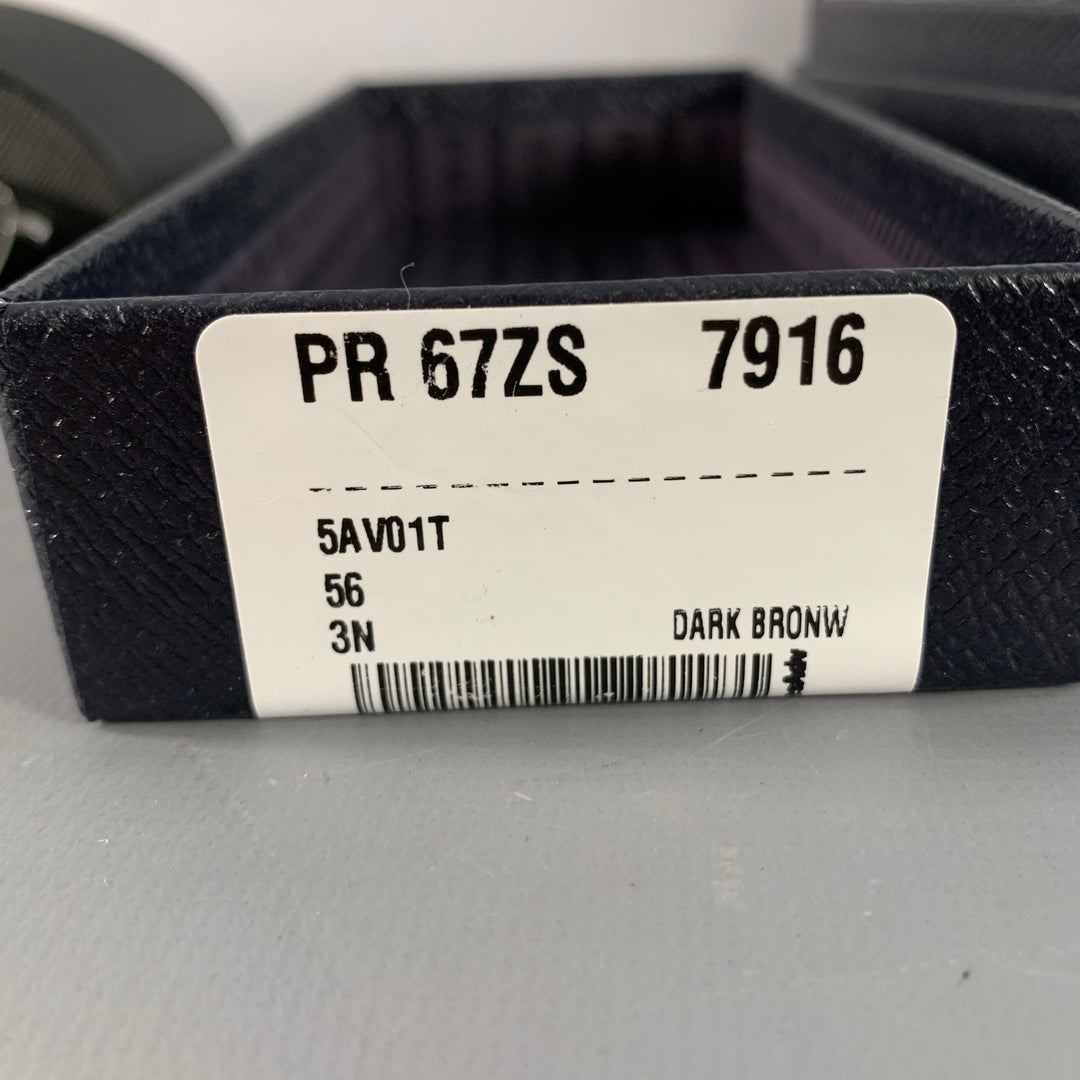 PR 67ZS 7916
5AV01T
56
3N DARK BRONW